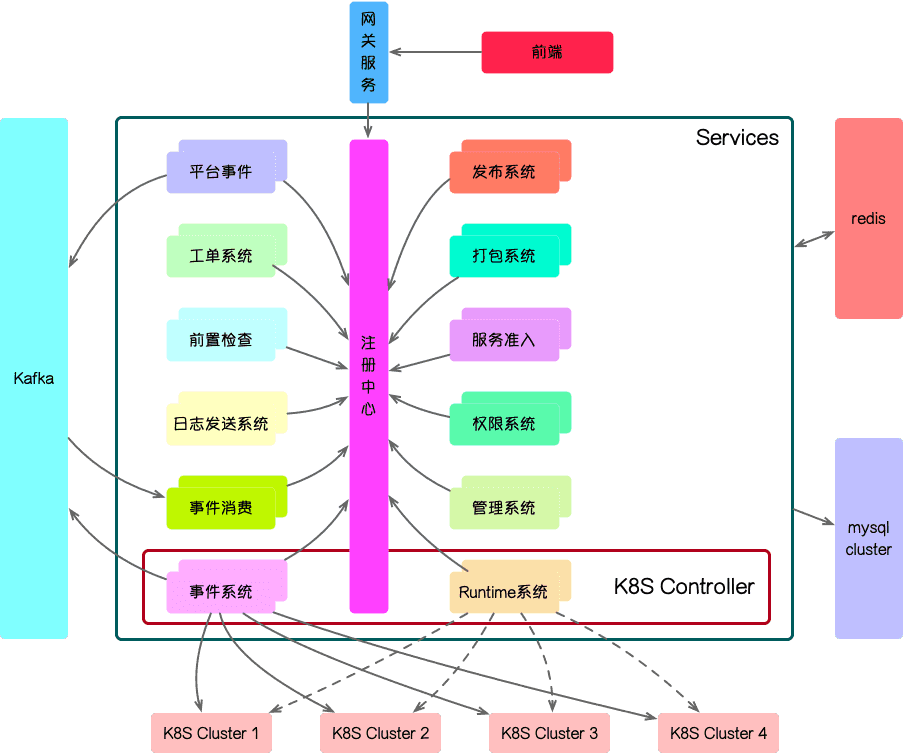 网关服务
前端
Services
平台事件
发布系统
redis
工单系统
打包系统
前置检查
服务准入
注册中心
Kafka
日志发送系统
权限系统
事件消费
管理系统
mysql
cluster
事件系统
Runtime系统
K8S Controller
K8S Cluster 1
K8S Cluster 2
K8S Cluster 3
K8S Cluster 4